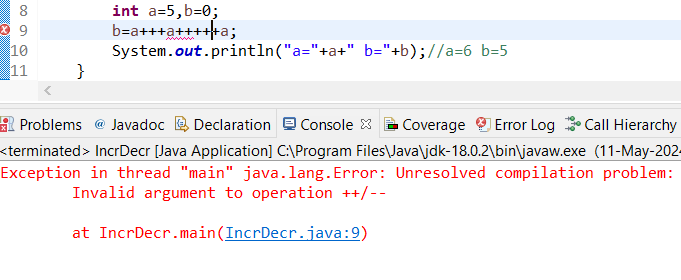 8 int a=5,b=0;
9 b=a+++a+++++a;
10 System.out.println("a="+a+" b="+b);//a=6 b=5
11 }
Problems @ Javadoc Declaration Console Coverage Error Log Call Hierarchy
<terminated> IncrDecr [Java Application] C:\Program Files\Java\jdk-18.0.2\bin\javaw.exe (11-May-202
Exception in thread "main" java.lang.Error: Unresolved compilation problem:
Invalid argument to operation ++/--
at IncrDecr.main(IncrDecr.java:9)